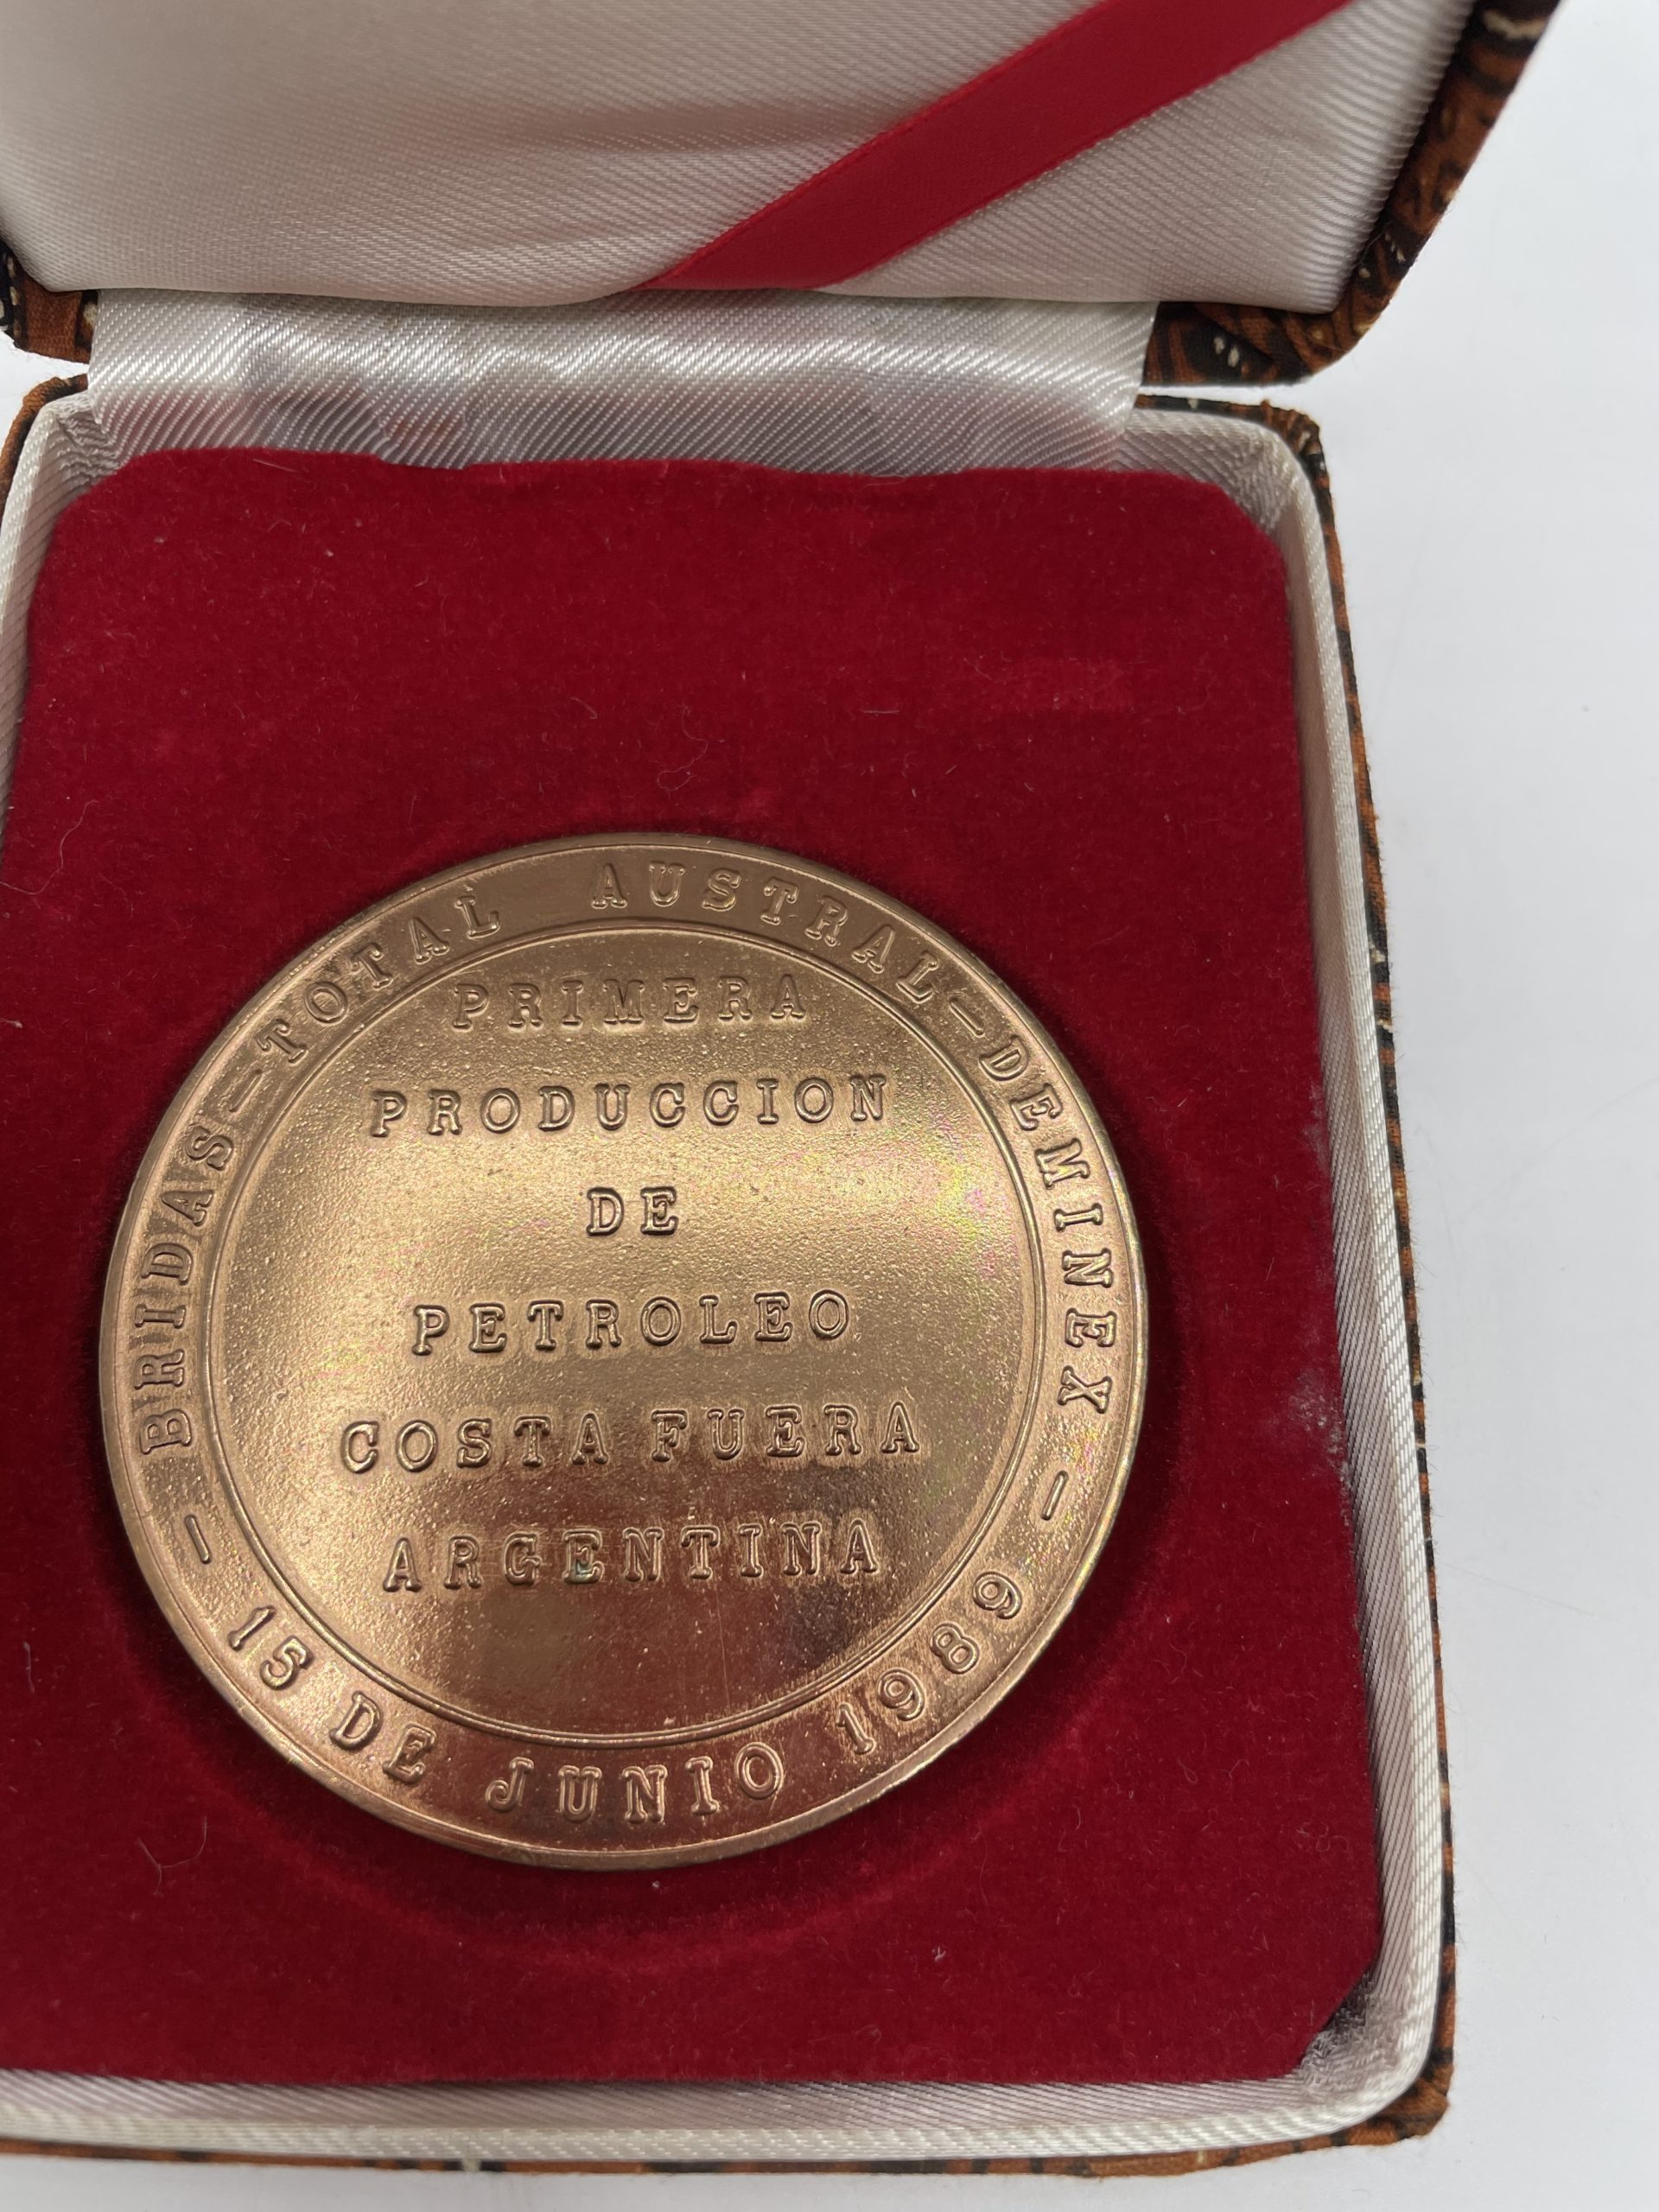 BRIDAS-TOTAL AUSTRAL-DEMINEX
PRIMERA
PRODUCCION
DE
PETROLEO
COSTA FUERA
ARGENTINA
- 15 DE JUNIO 1989 -